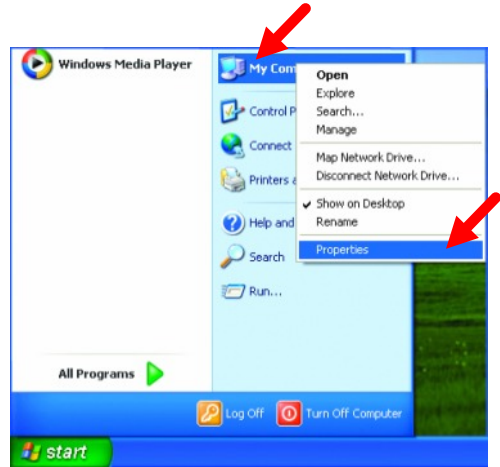 Windows Media Player
All Programs
My Com
Control P
Connect
Printers
Help and
Search
Run...
Open
Explore
Search...
Manage
Map Network Drive...
Disconnect Network Drive...
Show on Desktop
Rename
Properties
Log Off
Turn Off Computer
start